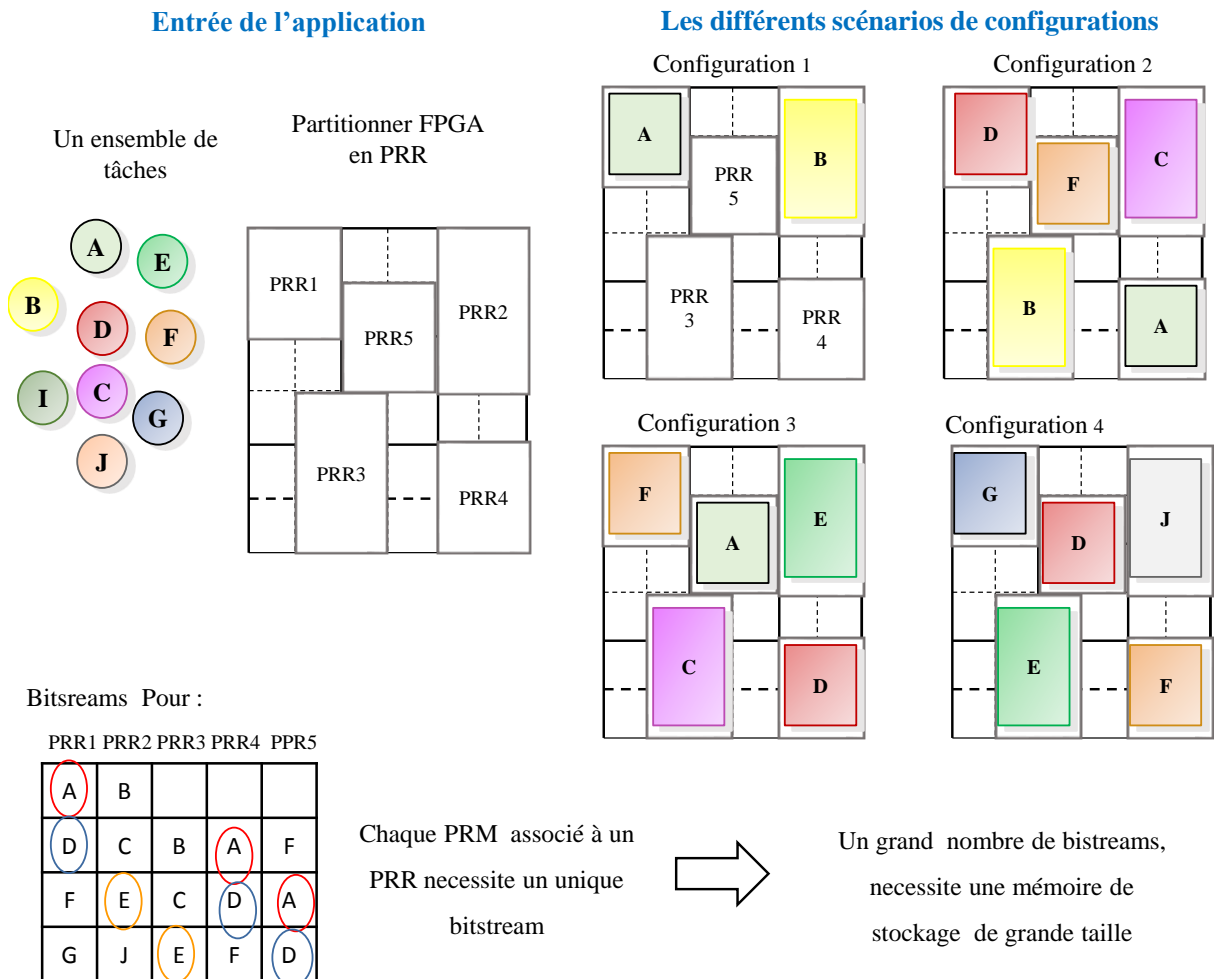 Entrée de l’application
Les différents scénarios de configurations
Un ensemble de
tâches
Partitionner FPGA
en PRR
A
E
B
D
F
I
C
G
J
PRR1
PRR2
PRR5
PRR3
PRR4
Configuration 1
A
B
PRR
5
PRR
3
PRR
4
Configuration 2
D
C
F
B
A
Configuration 3
F
E
A
C
D
Configuration 4
G
J
D
E
F
Bitsreams Pour :
PRR1 PRR2 PRR3 PRR4 PPR5
A B
D C B A F
F E C D A
G J E F D
Chaque PRM associé à un
PRR necessite un unique
bitstream
Un grand nombre de bistreams,
necessite une mémoire de
stockage de grande taille